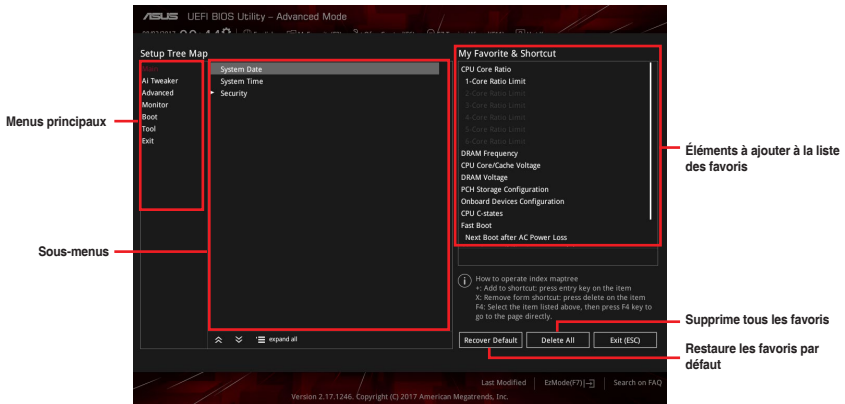 ASUS UEFI BIOS Utility – Advanced Mode
Setup Tree Map
Main
Ai Tweaker
Advanced
Monitor
Boot
Tool
Exit
System Date
System Time
Security
expand all
My Favorite & Shortcut
CPU Core Ratio
1-Core Ratio Limit
2-Core Ratio Limit
3-Core Ratio Limit
4-Core Ratio Limit
5-Core Ratio Limit
6-Core Ratio Limit
DRAM Frequency
CPU Core/Cache Voltage
DRAM Voltage
PCH Storage Configuration
Onboard Devices Configuration
CPU C-states
Fast Boot
Next Boot after AC Power Loss
How to operate index maptree
+: Add to shortcut: press entry key on the item
X: Remove form shortcut: press delete on the item
F4: Select the item listed above, then press F4 key to
go to the page directly.
Recover Default
Delete All
Exit (ESC)
Last Modified
EzMode(F7)
Search on FAQ
Version 2.17.1246. Copyright (C) 2017 American Megatrends, Inc.
Menus principaux
Sous-menus
Éléments à ajouter à la liste
des favoris
Supprime tous les favoris
Restaure les favoris par
défaut